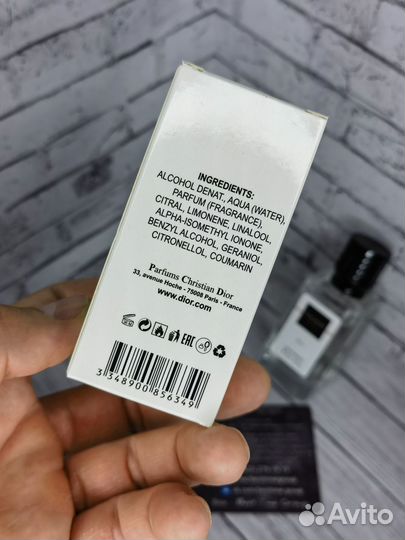 INGREDIENTS:
ALCOHOL DENAT., AQUA (WATER),
PARFUM (FRAGRANCE),
CITRAL, LIMONENE, LINALOOL,
ALPHA-ISOMETHYL IONONE,
BENZYL ALCOHOL, GERANIOL,
CITRONELLOL, COUMARIN
Parfums Christian Dior
33, avenue Hoche - 75008 Paris - France
www.dior.com
EAC
3 348900 856349
Avito